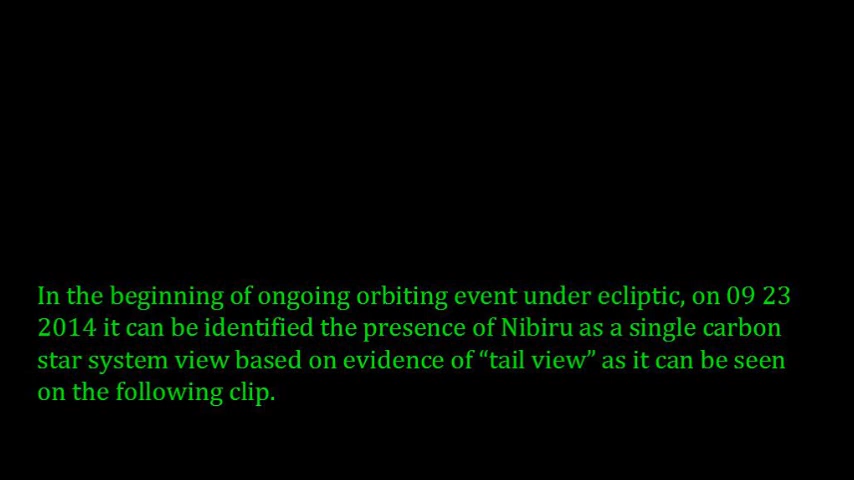 In the beginning of ongoing orbiting event under ecliptic, on 09 23
2014 it can be identified the presence of Nibiru as a single carbon
star system view based on evidence of “tail view” as it can be seen
on the following clip.